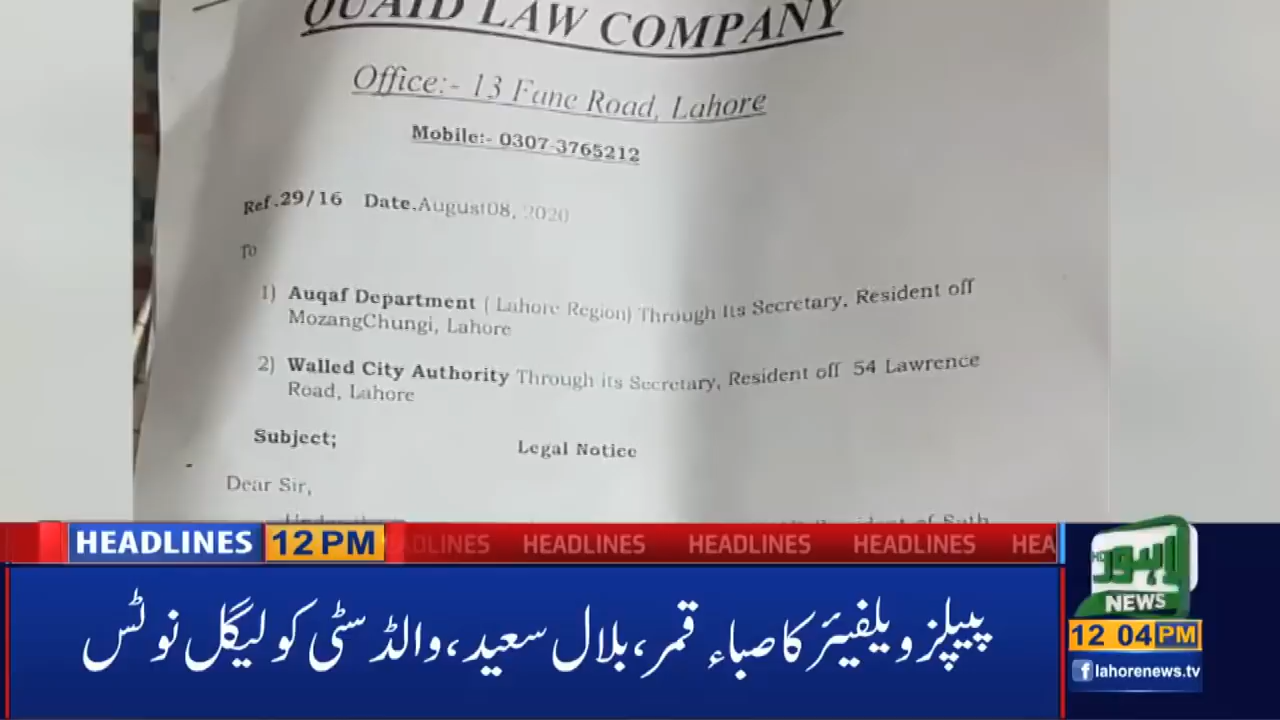 QUAID LAW COMPANY
Office:- 13 Fane Road, Lahore
Mobile:- 0307-3765212
Ref.29/16 Date.August08, 2020
To
1) Auqaf Department ( Lahore Region) Through Its Secretary, Resident off
MozangChungi, Lahore
2) Walled City Authority Through its Secretary, Resident off 54 Lawrence
Road, Lahore
Subject;
Legal Notice
Dear Sir,
HEADLINES 12 PM
HEADLINES HEADLINES HEADLINES
پیپلز ویلفیئر کا صباء قمر، بلال سعید، والڈ سٹی کو لیگل نوٹس
HD
لاہور
NEWS
12 04 PM
lahorenews.tv